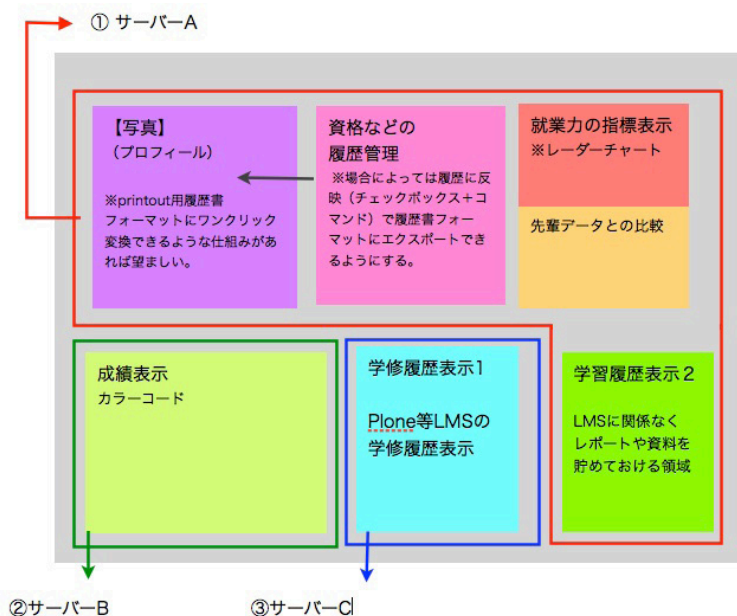 ① サーバーA
【写真】
（プロフィール）
※printout用履歴書
フォーマットにワンクリック
変換できるような仕組みがあ
れば望ましい。
資格などの
履歴管理
※場合によっては履歴に反
映（チェックボックス＋コ
マンド）で履歴書フォー
マットにエクスポートでき
るようにする。
就業力の指標表示
※レーダーチャート
先輩データとの比較
成績表示
カラーコード
学修履歴表示1
Plone等LMSの
学修履歴表示
学習履歴表示２
LMSに関係なく
レポートや資料を
貯めておける領域
②サーバーB
③サーバーC